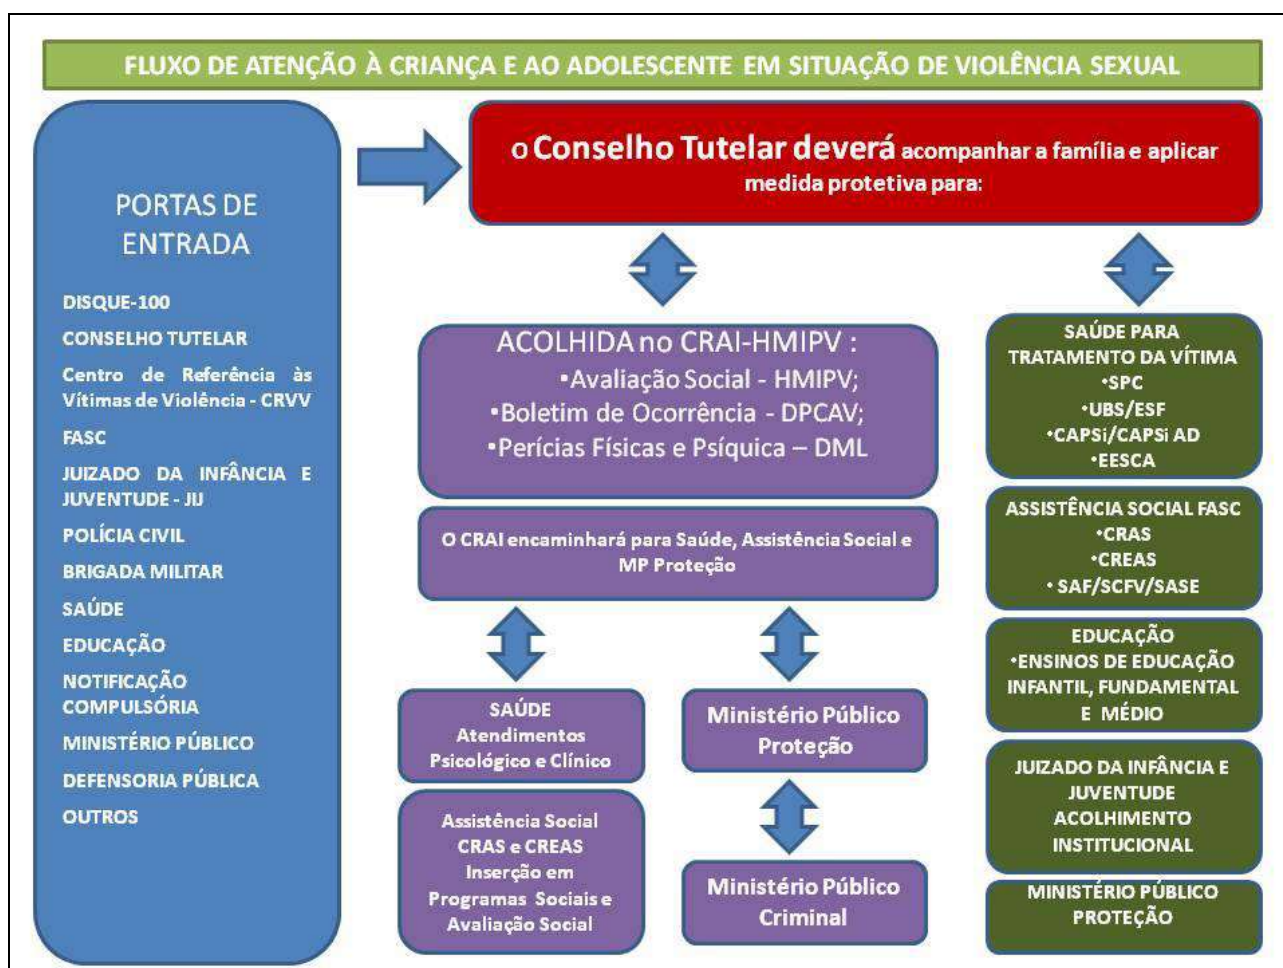 FLUXO DE ATENÇÃO À CRIANÇA E AO ADOLESCENTE EM SITUAÇÃO DE VIOLÊNCIA SEXUAL
PORTAS DE
ENTRADA
DISQUE-100
CONSELHO TUTELAR
Centro de Referência às
Vítimas de Violência - CRVV
FASC
JUIZADO DA INFÂNCIA E
JUVENTUDE - JIJ
POLÍCIA CIVIL
BRIGADA MILITAR
SAÚDE
EDUCAÇÃO
NOTIFICAÇÃO
COMPULSÓRIA
MINISTÉRIO PÚBLICO
DEFENSORIA PÚBLICA
OUTROS
O Conselho Tutelar deverá acompanhar a família e aplicar
medida protetiva para:
ACOLHIDA no CRAI-HMIPV :
•Avaliação Social - HMIPV;
•Boletim de Ocorrência - DPCAV;
•Perícias Físicas e Psíquica – DML
O CRAI encaminhará para Saúde, Assistência Social e
MP Proteção
SAÚDE
Atendimentos
Psicológico e Clínico
Assistência Social
CRAS e CREAS
Inserção em
Programas Sociais e
Avaliação Social
Ministério Público
Proteção
Ministério Público
Criminal
SAÚDE PARA
TRATAMENTO DA VÍTIMA
•SPC
•UBS/ESF
•CAPSi/CAPSi AD
•EESCA
ASSISTÊNCIA SOCIAL FASC
•CRAS
•CREAS
• SAF/SCFV/SASE
EDUCAÇÃO
•ENSINOS DE EDUCAÇÃO
INFANTIL, FUNDAMENTAL
E MÉDIO
JUIZADO DA INFÂNCIA E
JUVENTUDE
ACOLHIMENTO
INSTITUCIONAL
MINISTÉRIO PÚBLICO
PROTEÇÃO